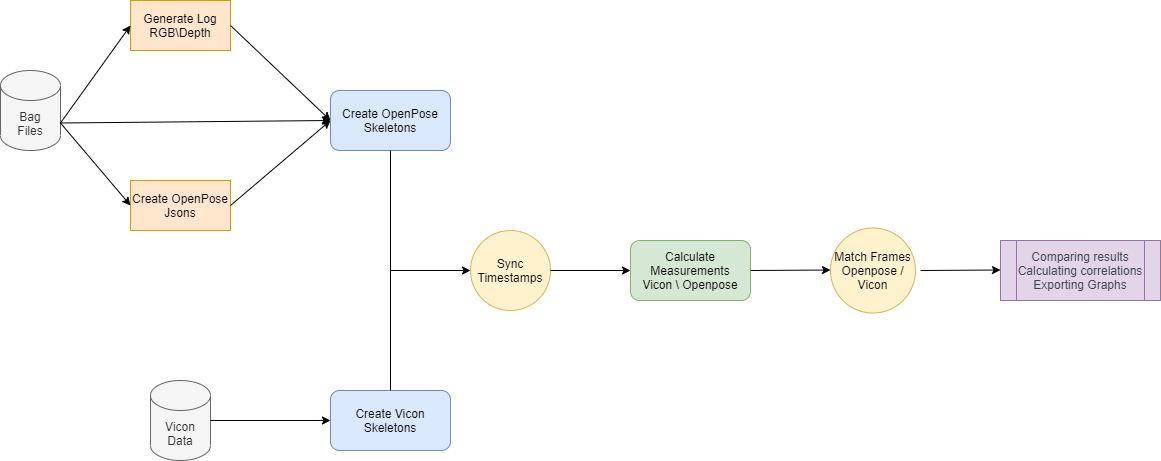 Generate Log
RGB\Depth
Bag
Files
Create OpenPose
Skeletons
Create OpenPose
Jsons
Sync
Timestamps
Calculate
Measurements
Vicon \ Openpose
Match Frames
Openpose /
Vicon
Comparing results
Calculating correlations
Exporting Graphs
Vicon
Data
Create Vicon
Skeletons